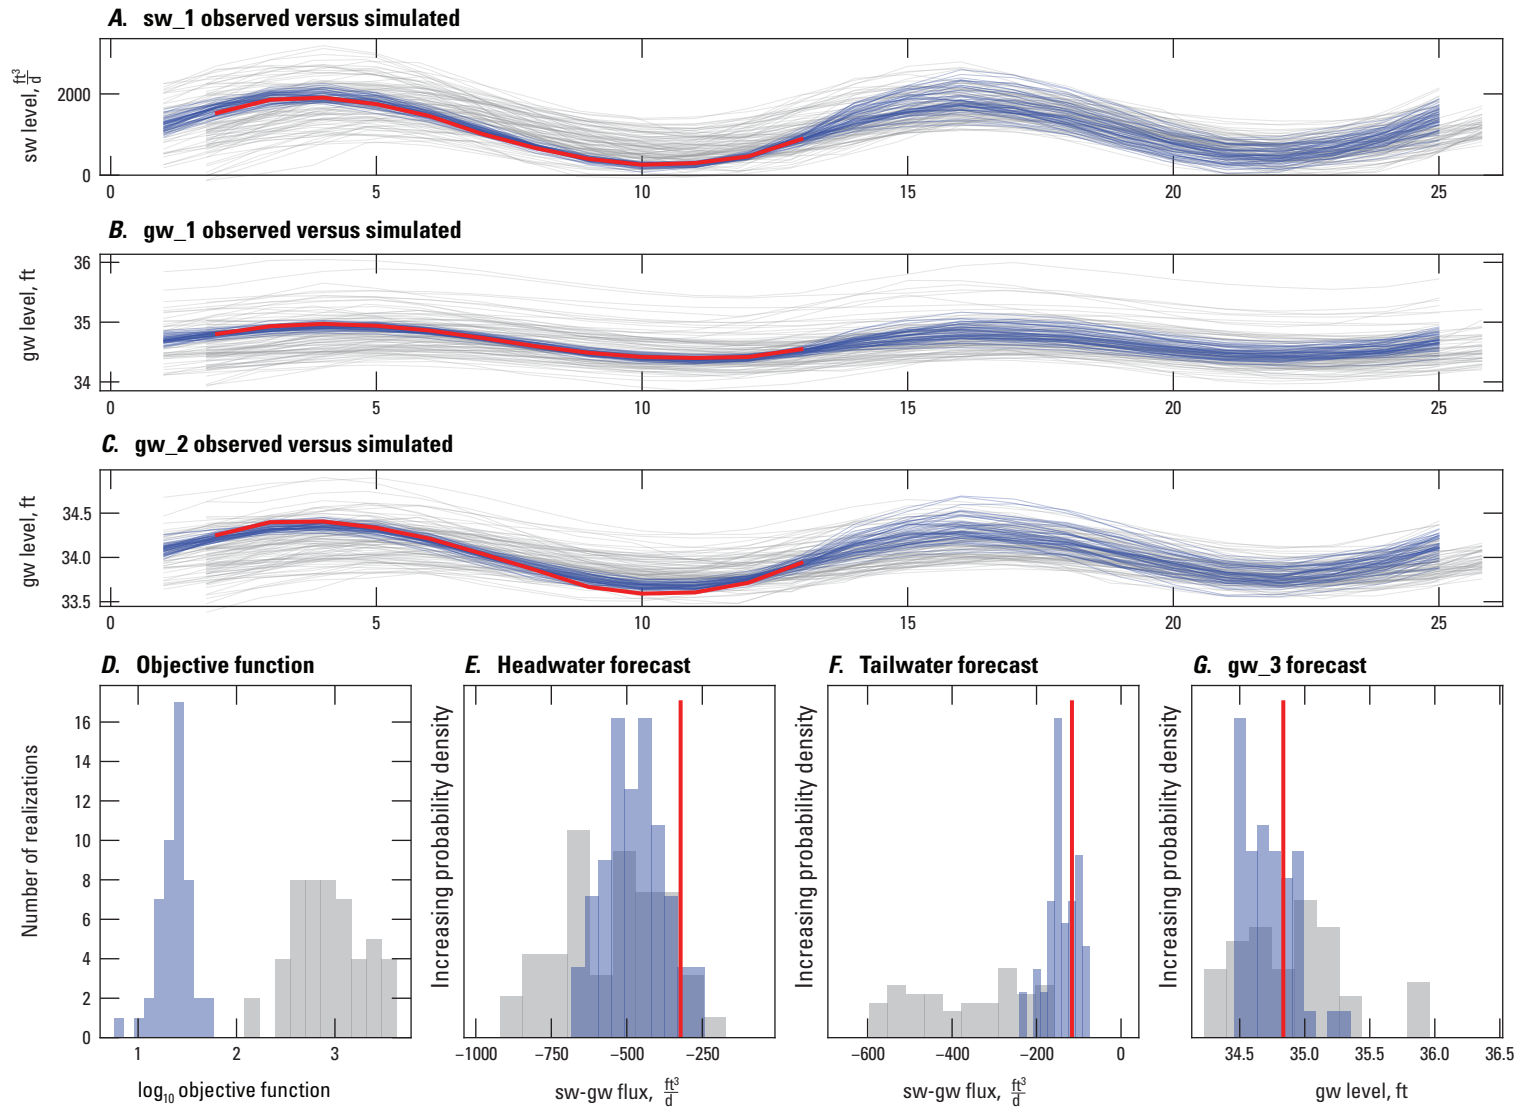 A. sw_1 observed versus simulated
sw level, ft³/d
2000
0
0 5 10 15 20 25
B. gw_1 observed versus simulated
gw level, ft
36
35
34
0 5 10 15 20 25
C. gw_2 observed versus simulated
gw level, ft
34.5
34.0
33.5
0 5 10 15 20 25
D. Objective function
Number of realizations
16
14
12
10
8
6
4
2
0
1 2 3
log₁₀ objective function
E. Headwater forecast
Increasing probability density
−1000 −750 −500 −250
sw-gw flux, ft³/d
F. Tailwater forecast
Increasing probability density
−600 −400 −200 0
sw-gw flux, ft³/d
G. gw_3 forecast
Increasing probability density
34.5 35.0 35.5 36.0 36.5
gw level, ft